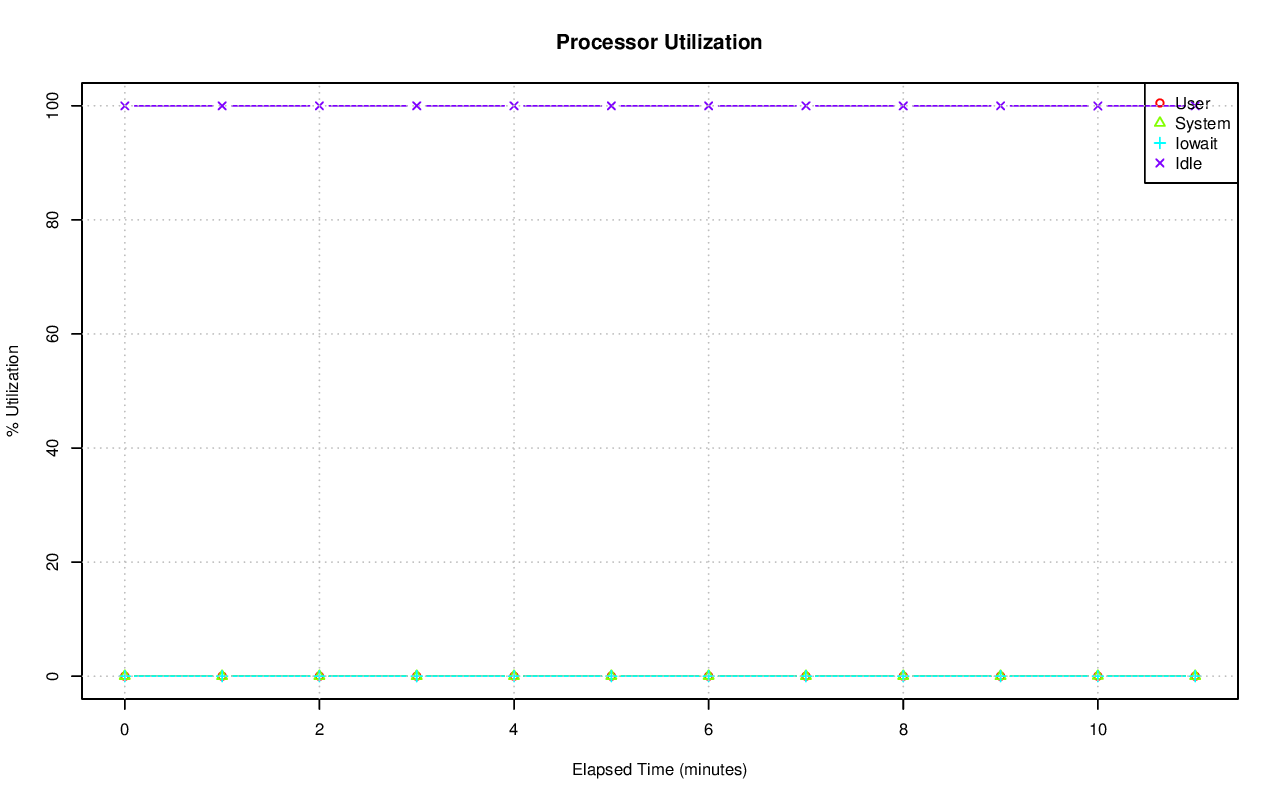 Processor Utilization
100
80
60
40
20
0
% Utilization
User
System
Iowait
Idle
0 2 4 6 8 10
Elapsed Time (minutes)